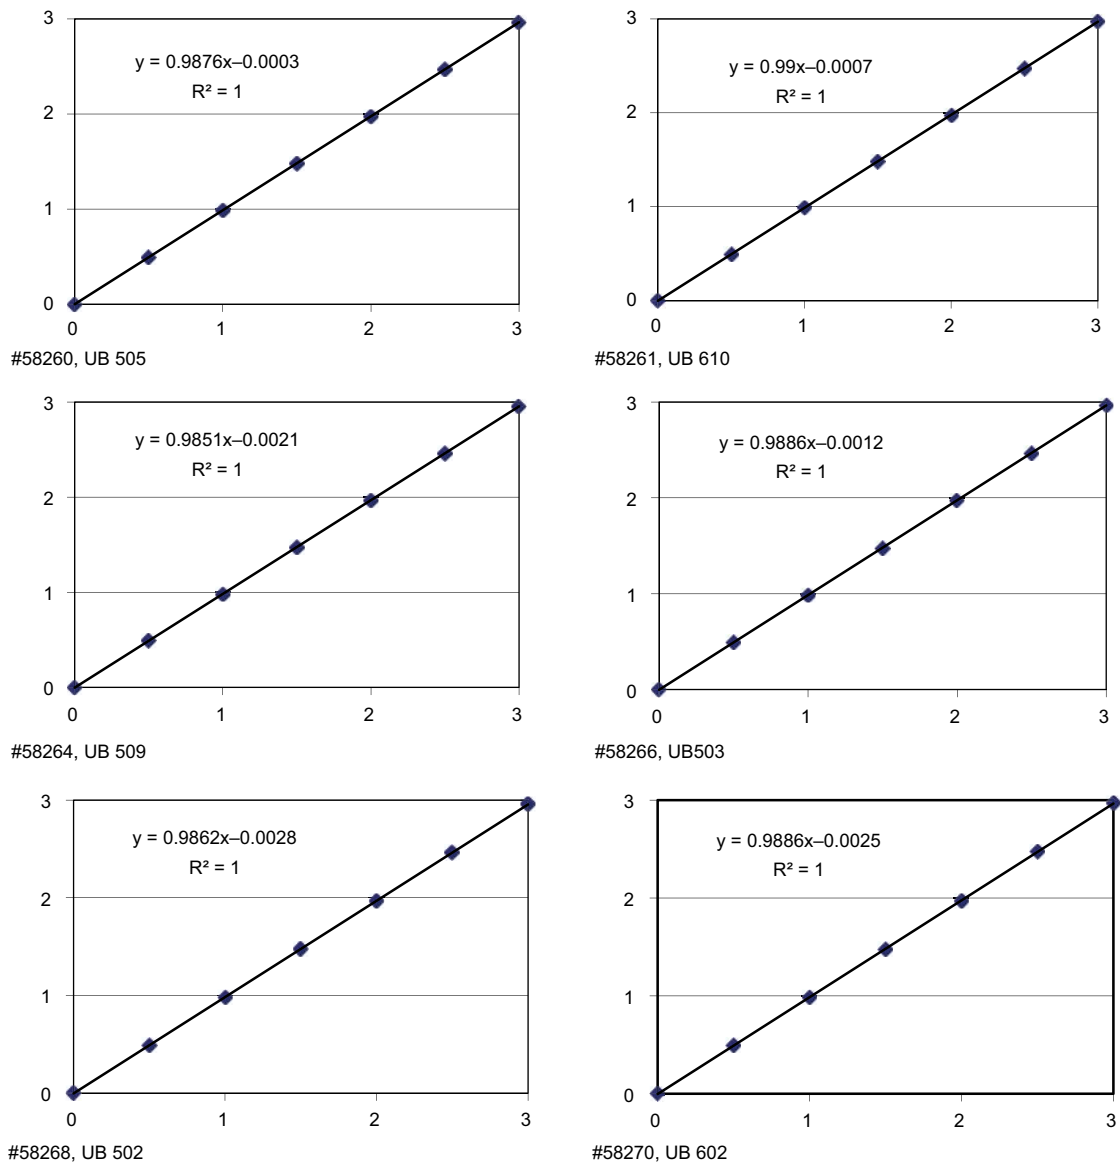 3
y = 0.9876x–0.0003
R² = 1
2
1
0
0 1 2 3
#58260, UB 505
3
y = 0.99x–0.0007
R² = 1
2
1
0
0 1 2 3
#58261, UB 610
3
y = 0.9851x–0.0021
R² = 1
2
1
0
0 1 2 3
#58264, UB 509
3
y = 0.9886x–0.0012
R² = 1
2
1
0
0 1 2 3
#58266, UB503
3
y = 0.9862x–0.0028
R² = 1
2
1
0
0 1 2 3
#58268, UB 502
3
y = 0.9886x–0.0025
R² = 1
2
1
0
0 1 2 3
#58270, UB 602